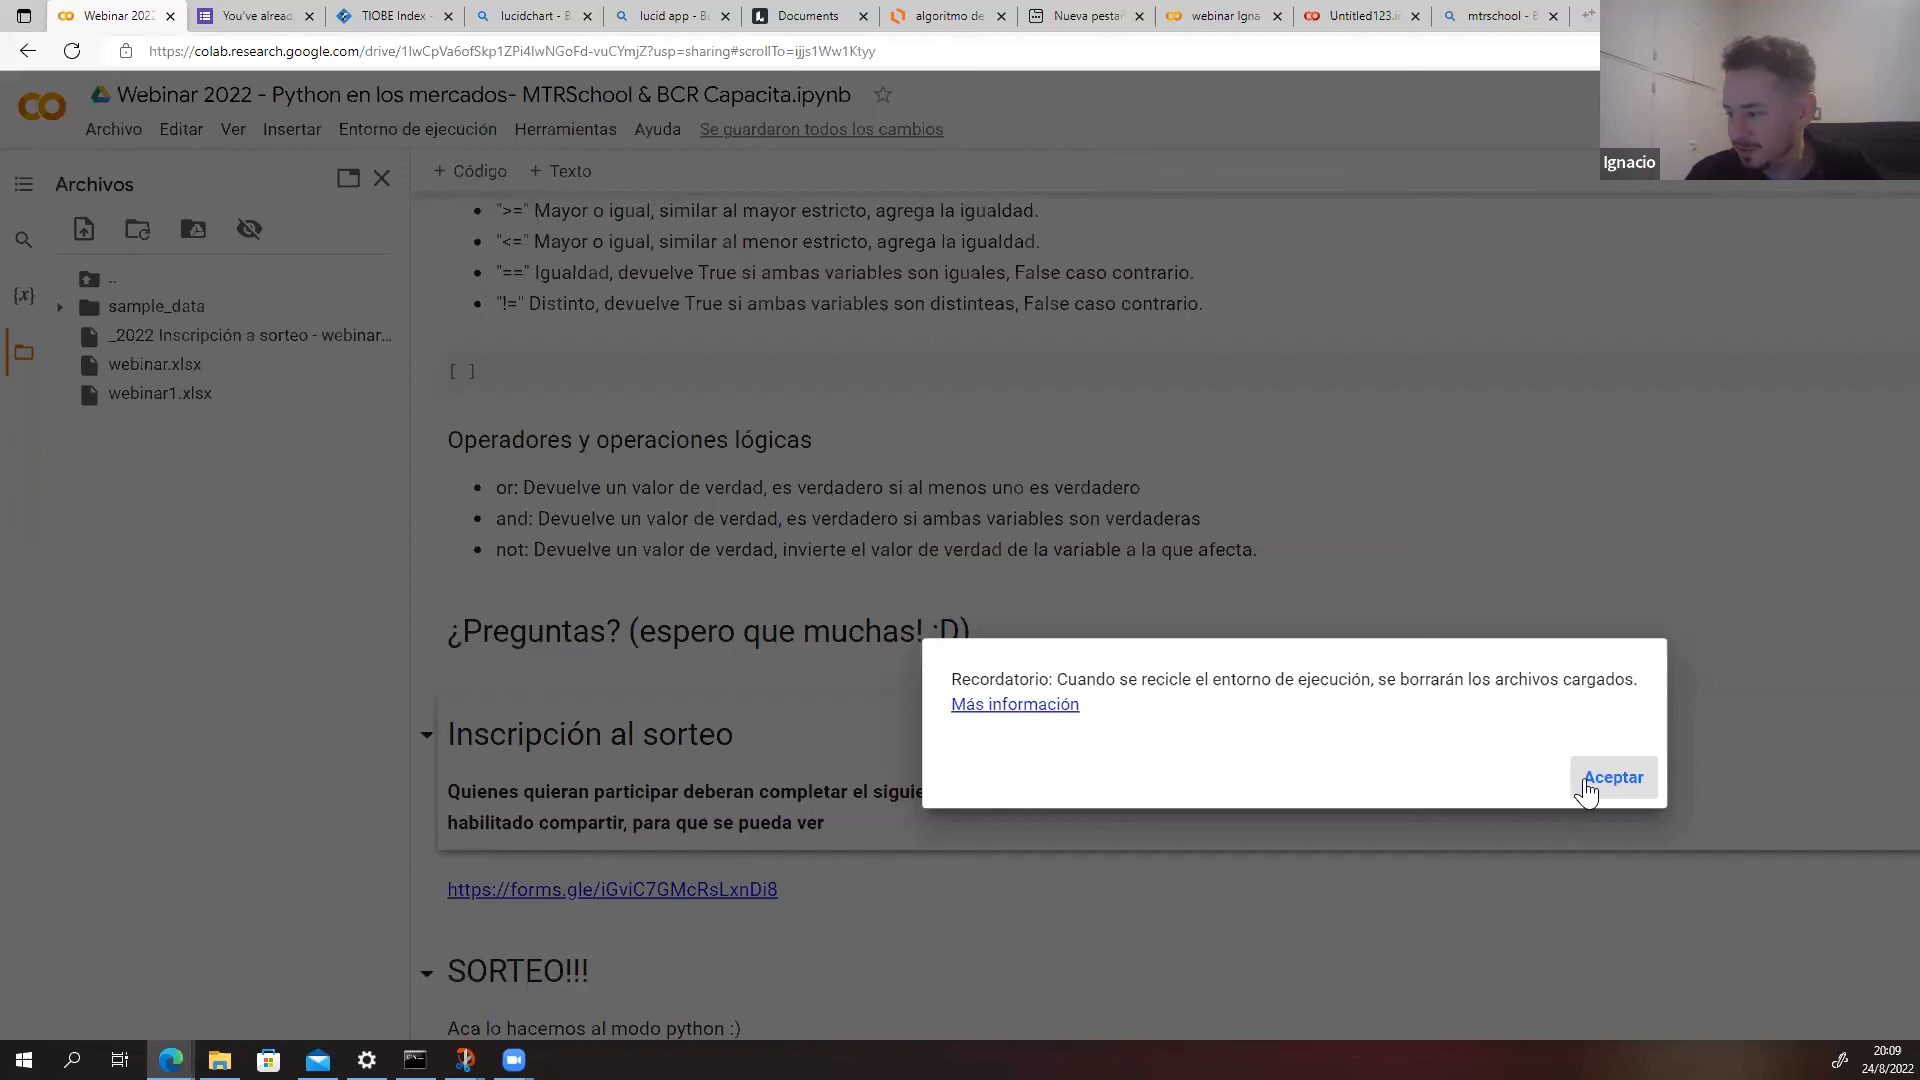 Webinar 2022
You've alread
TIOBE Index -
lucidchart - B
lucid app - Bu
Documents
algoritmo de
Nueva pestañ
webinar Igna
Untitled123.i
mtrschool - B
https://colab.research.google.com/drive/1IwCpVa6ofSkp1ZPi4IwNGoFd-vuCYmjZ?usp=sharing#scrollTo=ijjs1Ww1Ktyy
Webinar 2022 - Python en los mercados- MTRSchool & BCR Capacita.ipynb
Archivo Editar Ver Insertar Entorno de ejecución Herramientas Ayuda Se guardaron todos los cambios
Ignacio
Archivos
+ Código + Texto
..
sample_data
_2022 Inscripción a sorteo - webinar...
webinar.xlsx
webinar1.xlsx
{x}
• ">=" Mayor o igual, similar al mayor estricto, agrega la igualdad.
• "<=" Mayor o igual, similar al menor estricto, agrega la igualdad.
• "==" Igualdad, devuelve True si ambas variables son iguales, False caso contrario.
• "!=" Distinto, devuelve True si ambas variables son distinteas, False caso contrario.
[ ]
Operadores y operaciones lógicas
• or: Devuelve un valor de verdad, es verdadero si al menos uno es verdadero
• and: Devuelve un valor de verdad, es verdadero si ambas variables son verdaderas
• not: Devuelve un valor de verdad, invierte el valor de verdad de la variable a la que afecta.
¿Preguntas? (espero que muchas! :D)
Recordatorio: Cuando se recicle el entorno de ejecución, se borrarán los archivos cargados.
Más información
Aceptar
Inscripción al sorteo
Quienes quieran participar deberan completar el siguie
habilitado compartir, para que se pueda ver
https://forms.gle/iGviC7GMcRsLxnDi8
SORTEO!!!
Aca lo hacemos al modo python :)
20:09
24/8/2022